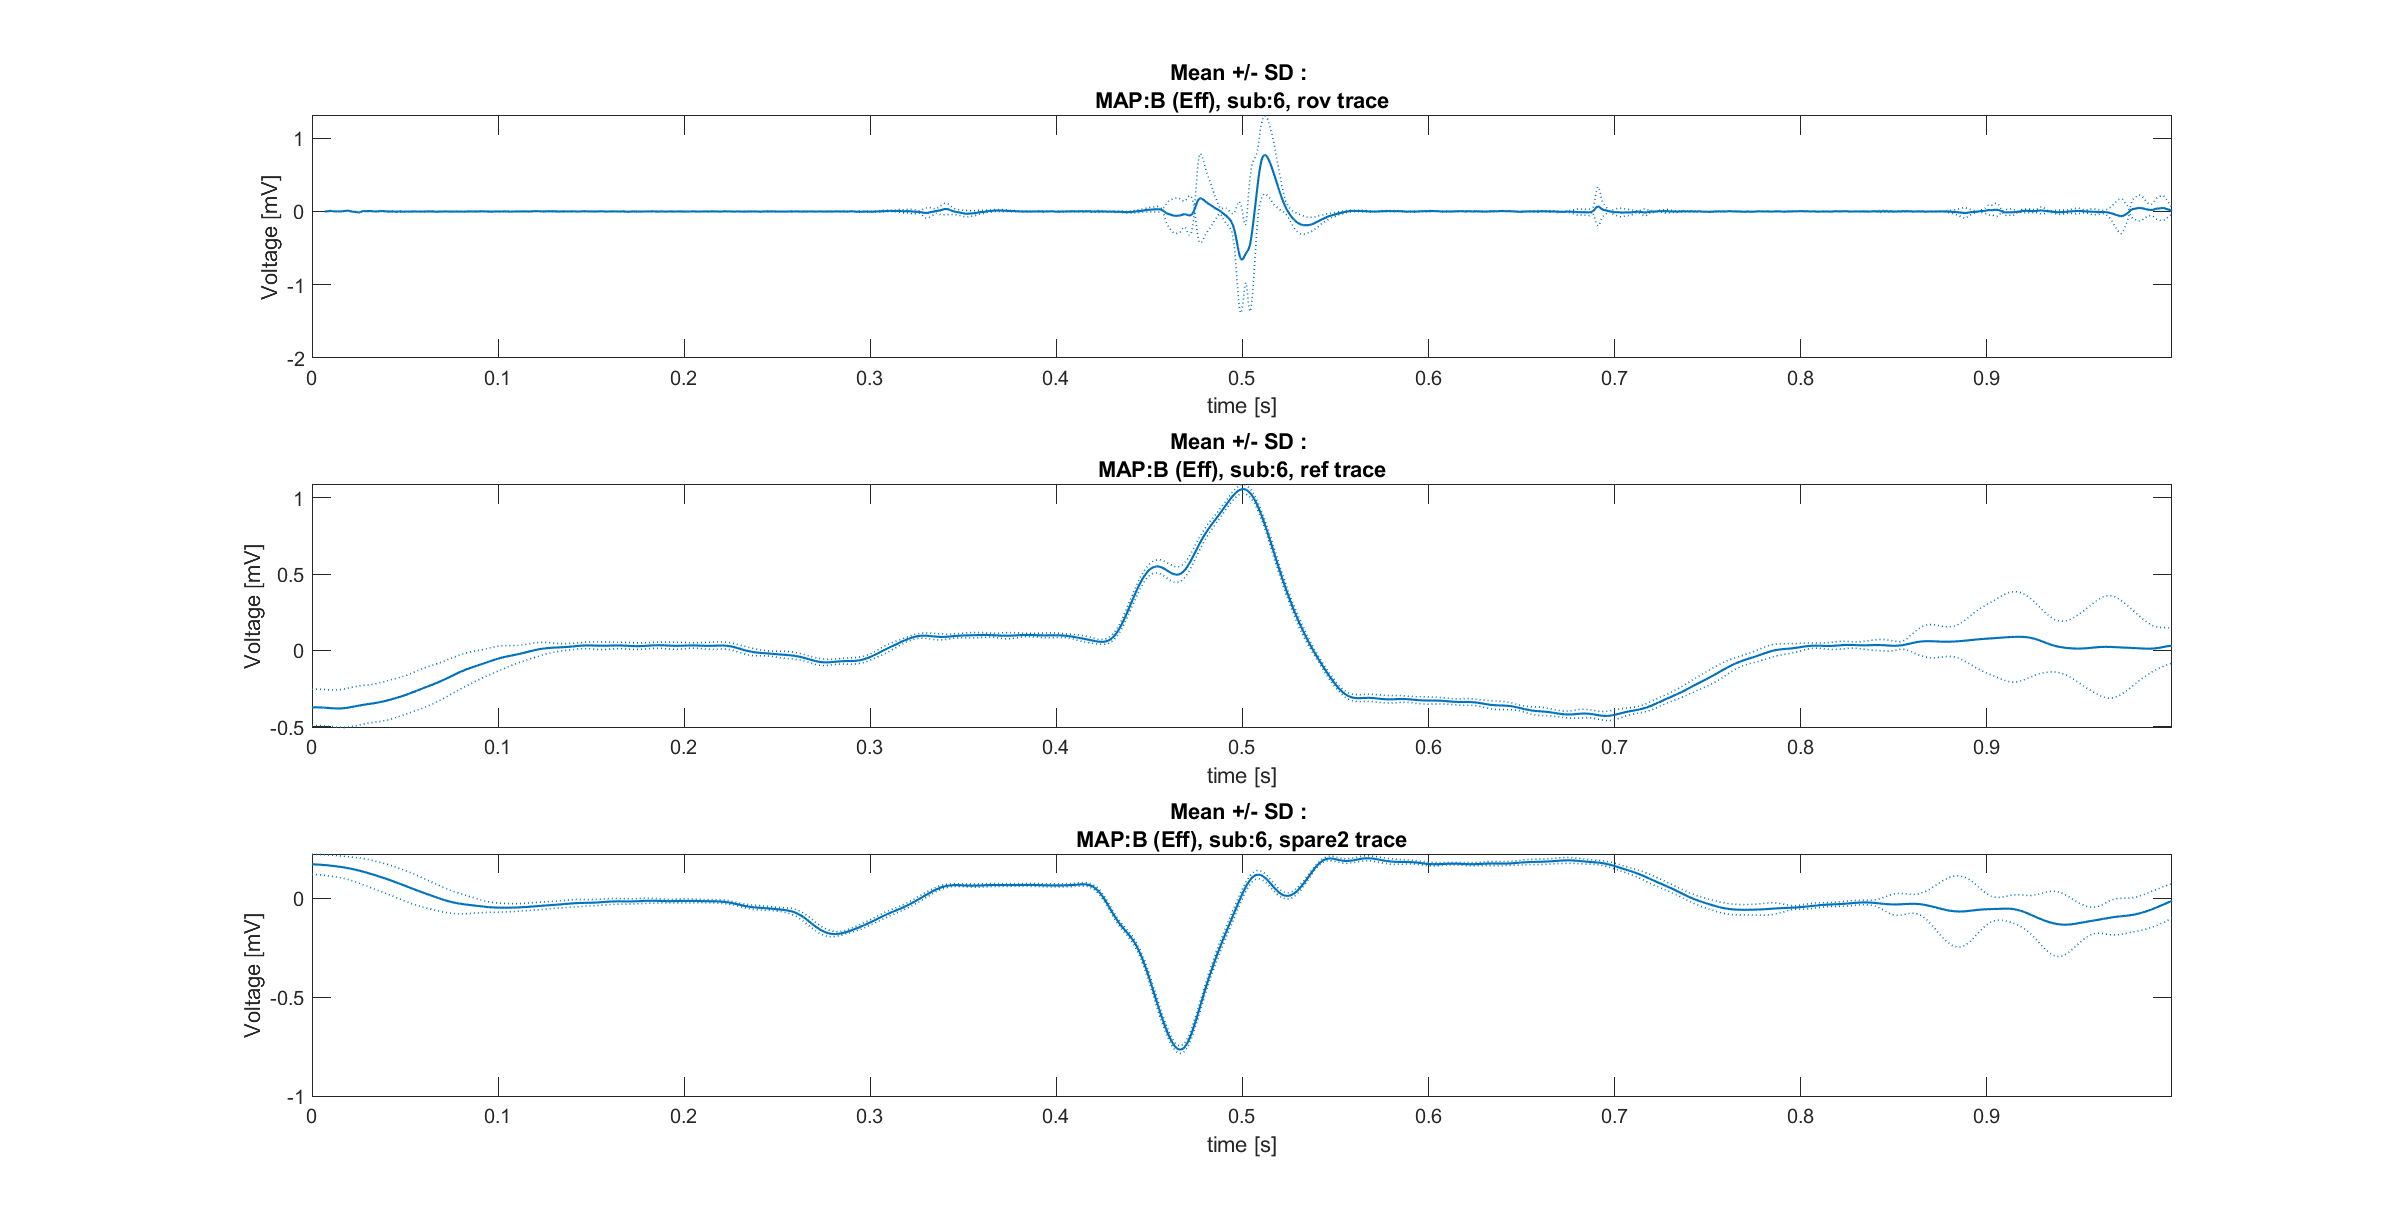 Mean +/- SD :
MAP:B (Eff), sub:6, rov trace
Voltage [mV]
1
0
-1
-2
0 0.1 0.2 0.3 0.4 0.5 0.6 0.7 0.8 0.9
time [s]
Mean +/- SD :
MAP:B (Eff), sub:6, ref trace
Voltage [mV]
1
0.5
0
-0.5
0 0.1 0.2 0.3 0.4 0.5 0.6 0.7 0.8 0.9
time [s]
Mean +/- SD :
MAP:B (Eff), sub:6, spare2 trace
Voltage [mV]
0
-0.5
-1
0 0.1 0.2 0.3 0.4 0.5 0.6 0.7 0.8 0.9
time [s]